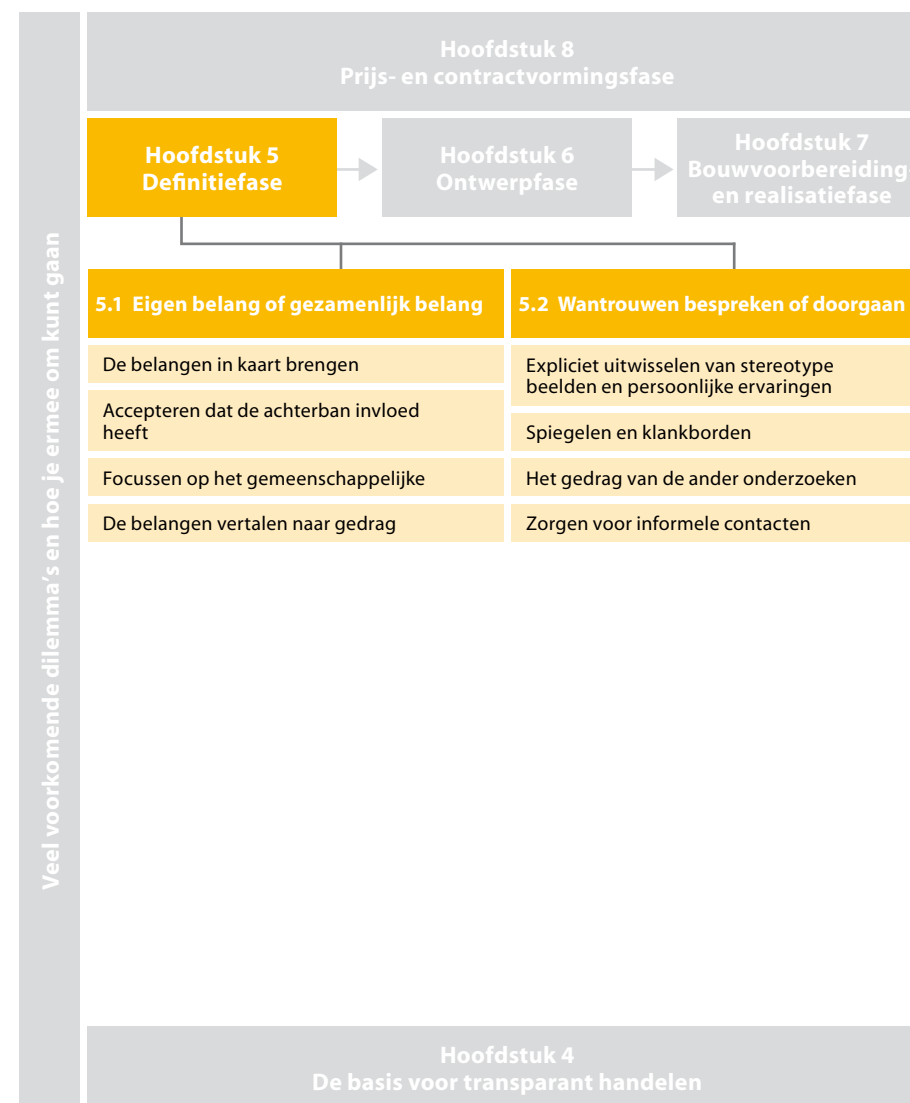 Veel voorkomende dilemma's en hoe je ermee om kunt gaan
Hoofdstuk 8
Prijs- en contractvormingsfase
Hoofdstuk 5
Definitiefase
Hoofdstuk 6
Ontwerpfase
Hoofdstuk 7
Bouwvoorbereiding
en realisatiefase
5.1 Eigen belang of gezamenlijk belang
De belangen in kaart brengen
Accepteren dat de achterban invloed
heeft
Focussen op het gemeenschappelijke
De belangen vertalen naar gedrag
5.2 Wantrouwen bespreken of doorgaan
Expliciet uitwisselen van stereotype
beelden en persoonlijke ervaringen
Spiegelen en klankborden
Het gedrag van de ander onderzoeken
Zorgen voor informele contacten
Hoofdstuk 4
De basis voor transparant handelen